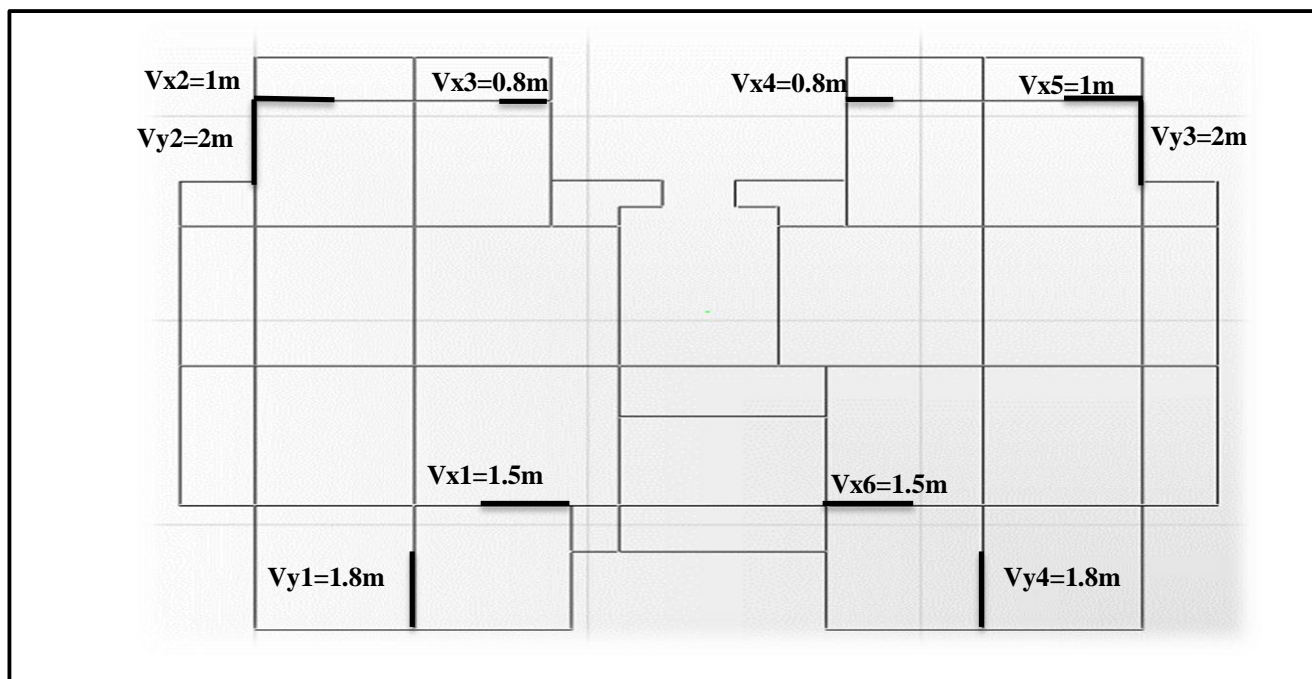 Vx2=1m
Vx3=0.8m
Vx4=0.8m
Vx5=1m
Vy2=2m
Vy3=2m
Vx1=1.5m
Vx6=1.5m
Vy1=1.8m
Vy4=1.8m